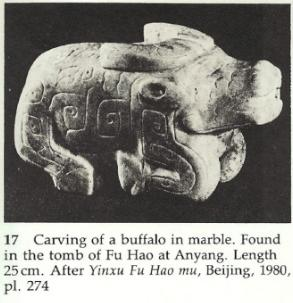 17 Carving of a buffalo in marble. Found
in the tomb of Fu Hao at Anyang. Length
25 cm. After Yinxu Fu Hao mu, Beijing, 1980,
pl. 274